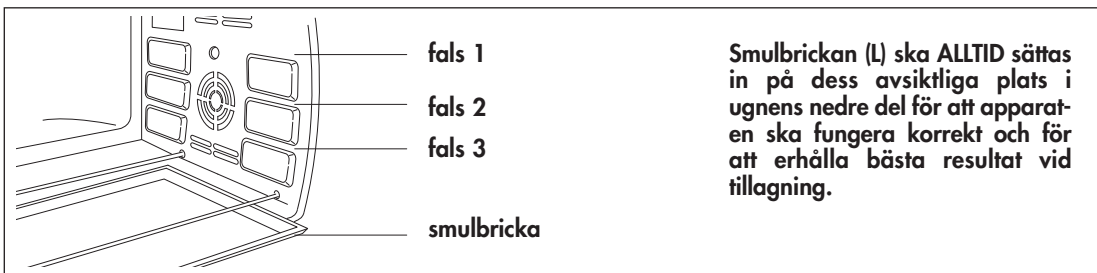 fals 1
fals 2
fals 3
smulbricka
Smulbrickan (L) ska ALLTID sättas
in på dess avsiktliga plats i
ugnens nedre del för att apparat-
en ska fungera korrekt och för
att erhålla bästa resultat vid
tillagning.